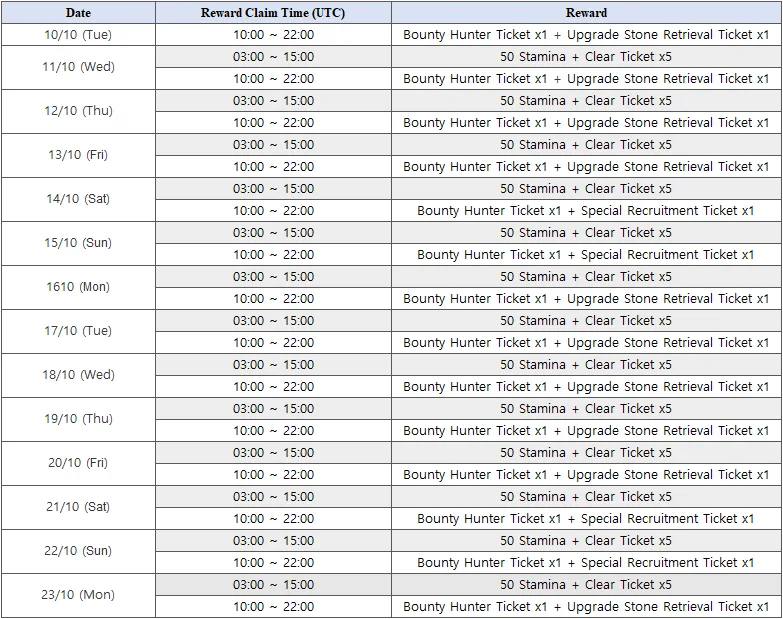 Date Reward Claim Time (UTC) Reward
10/10 (Tue) 10:00 ~ 22:00 Bounty Hunter Ticket x1 + Upgrade Stone Retrieval Ticket x1
11/10 (Wed) 03:00 ~ 15:00 50 Stamina + Clear Ticket x5
10:00 ~ 22:00 Bounty Hunter Ticket x1 + Upgrade Stone Retrieval Ticket x1
12/10 (Thu) 03:00 ~ 15:00 50 Stamina + Clear Ticket x5
10:00 ~ 22:00 Bounty Hunter Ticket x1 + Upgrade Stone Retrieval Ticket x1
13/10 (Fri) 03:00 ~ 15:00 50 Stamina + Clear Ticket x5
10:00 ~ 22:00 Bounty Hunter Ticket x1 + Upgrade Stone Retrieval Ticket x1
14/10 (Sat) 03:00 ~ 15:00 50 Stamina + Clear Ticket x5
10:00 ~ 22:00 Bounty Hunter Ticket x1 + Special Recruitment Ticket x1
15/10 (Sun) 03:00 ~ 15:00 50 Stamina + Clear Ticket x5
10:00 ~ 22:00 Bounty Hunter Ticket x1 + Special Recruitment Ticket x1
1610 (Mon) 03:00 ~ 15:00 50 Stamina + Clear Ticket x5
10:00 ~ 22:00 Bounty Hunter Ticket x1 + Upgrade Stone Retrieval Ticket x1
17/10 (Tue) 03:00 ~ 15:00 50 Stamina + Clear Ticket x5
10:00 ~ 22:00 Bounty Hunter Ticket x1 + Upgrade Stone Retrieval Ticket x1
18/10 (Wed) 03:00 ~ 15:00 50 Stamina + Clear Ticket x5
10:00 ~ 22:00 Bounty Hunter Ticket x1 + Upgrade Stone Retrieval Ticket x1
19/10 (Thu) 03:00 ~ 15:00 50 Stamina + Clear Ticket x5
10:00 ~ 22:00 Bounty Hunter Ticket x1 + Upgrade Stone Retrieval Ticket x1
20/10 (Fri) 03:00 ~ 15:00 50 Stamina + Clear Ticket x5
10:00 ~ 22:00 Bounty Hunter Ticket x1 + Upgrade Stone Retrieval Ticket x1
21/10 (Sat) 03:00 ~ 15:00 50 Stamina + Clear Ticket x5
10:00 ~ 22:00 Bounty Hunter Ticket x1 + Special Recruitment Ticket x1
22/10 (Sun) 03:00 ~ 15:00 50 Stamina + Clear Ticket x5
10:00 ~ 22:00 Bounty Hunter Ticket x1 + Special Recruitment Ticket x1
23/10 (Mon) 03:00 ~ 15:00 50 Stamina + Clear Ticket x5
10:00 ~ 22:00 Bounty Hunter Ticket x1 + Upgrade Stone Retrieval Ticket x1